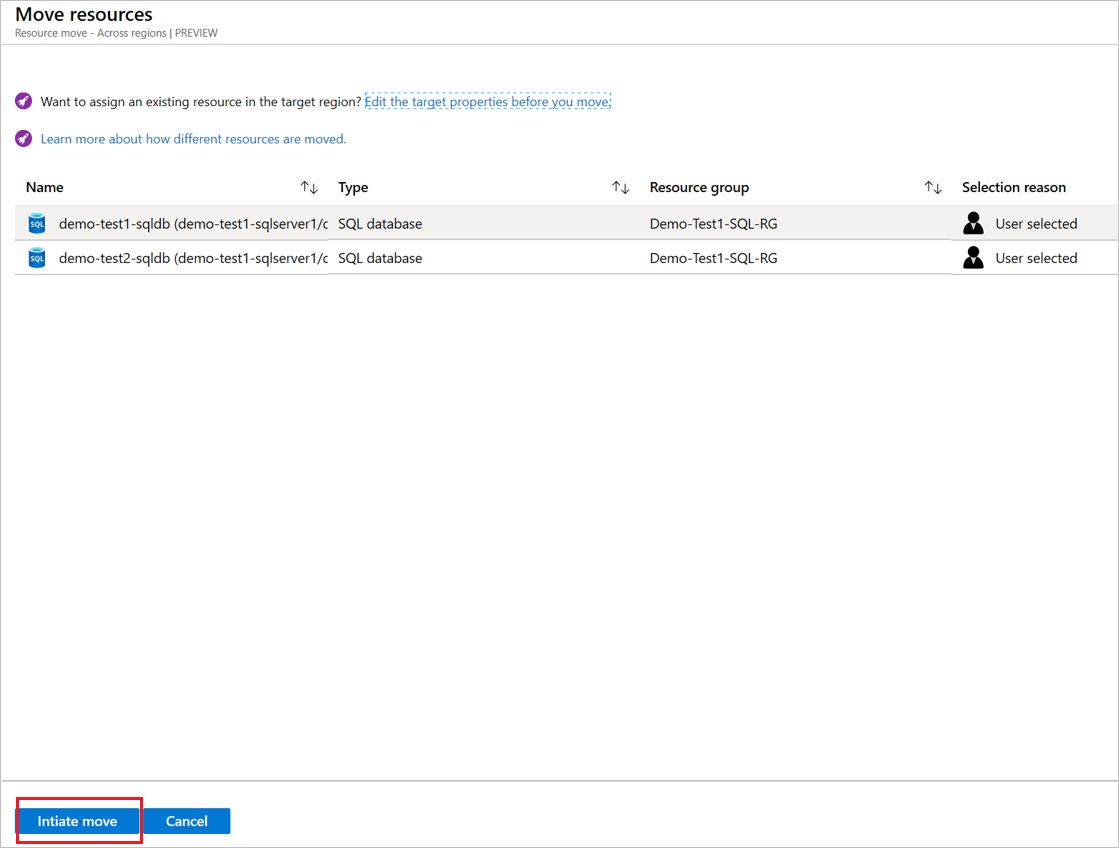 Move resources
Resource move - Across regions | PREVIEW
Want to assign an existing resource in the target region? Edit the target properties before you move.
Learn more about how different resources are moved.
Name Type Resource group Selection reason
SQL demo-test1-sqldb (demo-test1-sqlserver1/c SQL database Demo-Test1-SQL-RG User selected
SQL demo-test2-sqldb (demo-test1-sqlserver1/c SQL database Demo-Test1-SQL-RG User selected
Intiate move Cancel